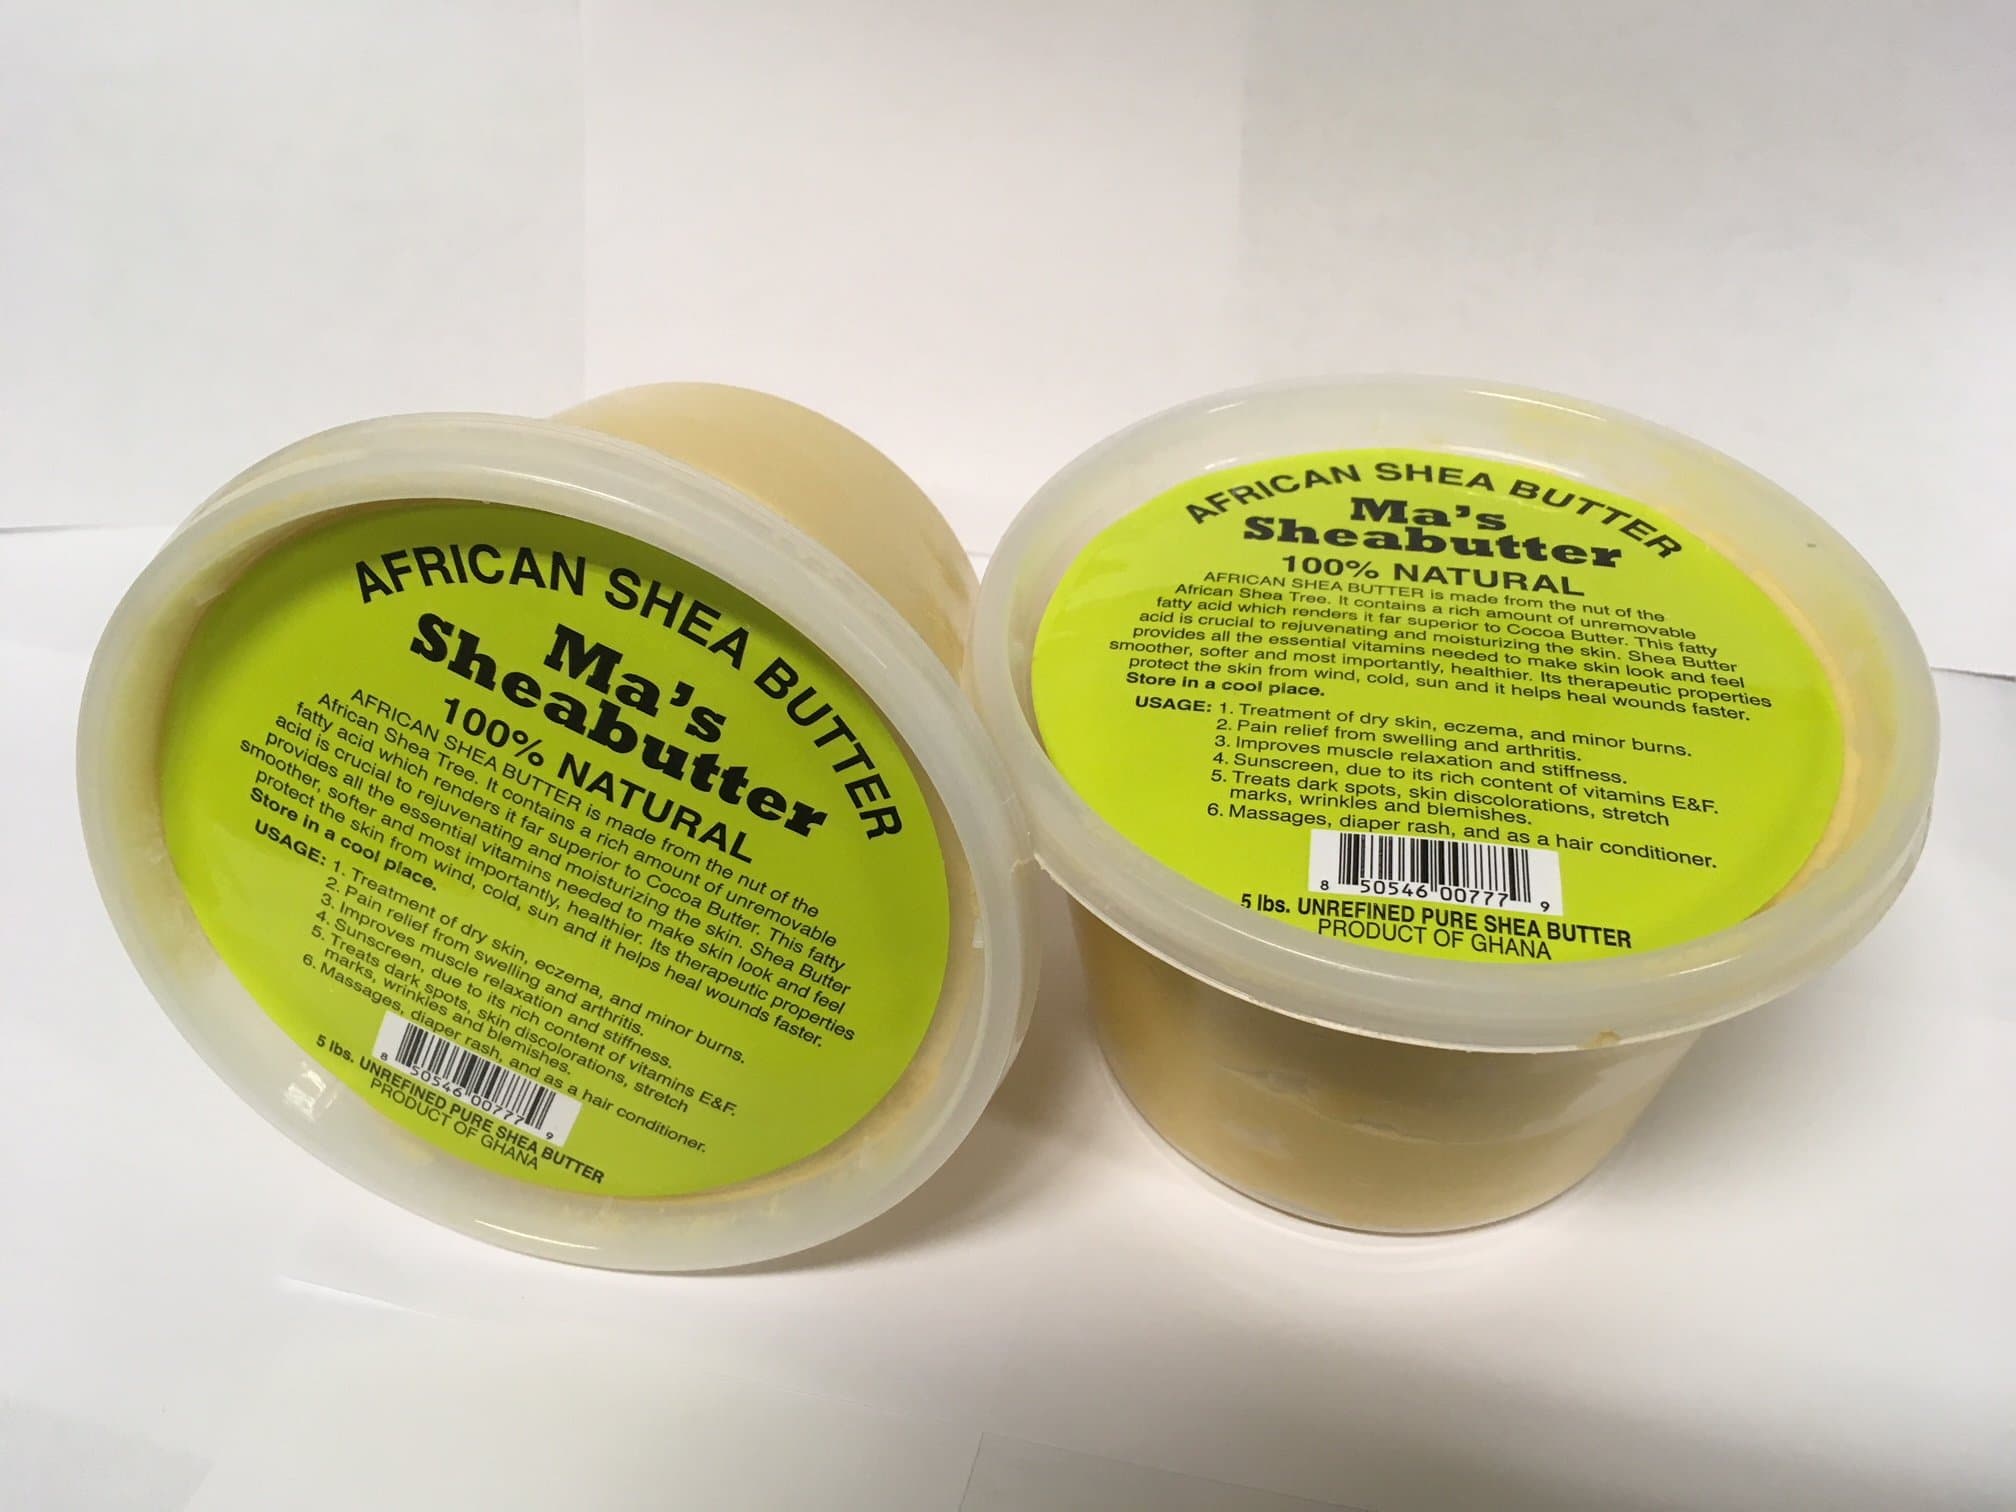 AFRICAN SHEA BUTTER
Ma's
Sheabutter
100% NATURAL
AFRICAN SHEA BUTTER is made from the nut of the
African Shea Tree. It contains a rich amount of unremovable
fatty acid which renders it far superior to Cocoa Butter. This fatty
acid is crucial to rejuvenating and moisturizing the skin. Shea Butter
provides all the essential vitamins needed to make skin look and feel
smoother, softer and most importantly, healthier. Its therapeutic properties
protect the skin from wind, cold, sun and it helps heal wounds faster.
Store in a cool place.
USAGE: 1. Treatment of dry skin, eczema, and minor burns.
2. Pain relief from swelling and arthritis.
3. Improves muscle relaxation and stiffness.
4. Sunscreen, due to its rich content of vitamins E&F.
5. Treats dark spots, skin discolorations, stretch
marks, wrinkles and blemishes.
6. Massages, diaper rash, and as a hair conditioner.
8 50546 00777 9
5 lbs. UNREFINED PURE SHEA BUTTER
PRODUCT OF GHANA
AFRICAN SHEA BUTTER
Ma's
Sheabutter
100% NATURAL
AFRICAN SHEA BUTTER is made from the nut of the
African Shea Tree. It contains a rich amount of unremovable
fatty acid which renders it far superior to Cocoa Butter. This fatty
acid is crucial to rejuvenating and moisturizing the skin. Shea Butter
provides all the essential vitamins needed to make skin look and feel
smoother, softer and most importantly, healthier. Its therapeutic properties
protect the skin from wind, cold, sun and it helps heal wounds faster.
Store in a cool place.
USAGE: 1. Treatment of dry skin, eczema, and minor burns.
2. Pain relief from swelling and arthritis.
3. Improves muscle relaxation and stiffness.
4. Sunscreen, due to its rich content of vitamins E&F.
5. Treats dark spots, skin discolorations, stretch
marks, wrinkles and blemishes.
6. Massages, diaper rash, and as a hair conditioner.
8 50546 00777 9
5 lbs. UNREFINED PURE SHEA BUTTER
PRODUCT OF GHANA